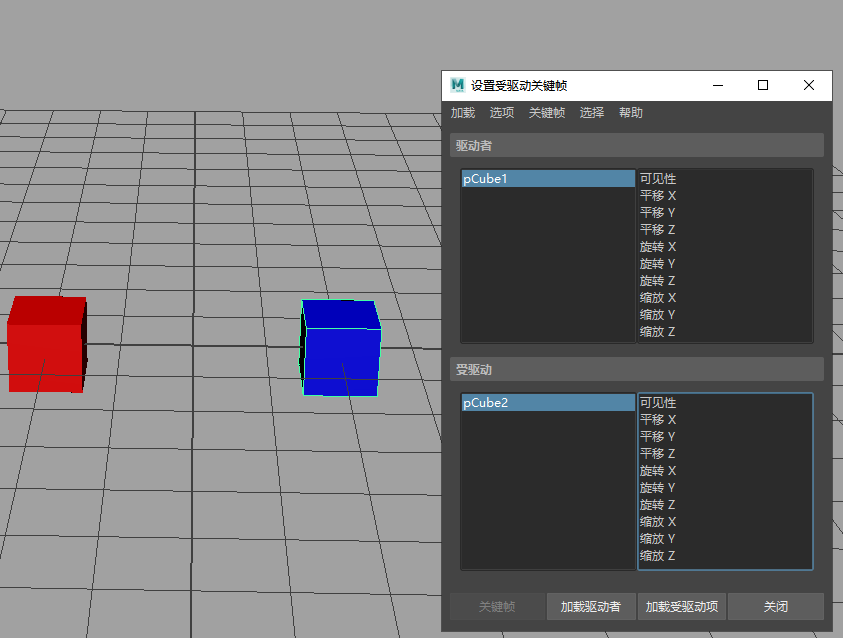 设置受驱动关键帧
加载 选项 关键帧 选择 帮助
驱动者
pCube1
可见性
平移 X
平移 Y
平移 Z
旋转 X
旋转 Y
旋转 Z
缩放 X
缩放 Y
缩放 Z
受驱动
pCube2
可见性
平移 X
平移 Y
平移 Z
旋转 X
旋转 Y
旋转 Z
缩放 X
缩放 Y
缩放 Z
关键帧 加载驱动者 加载受驱动项 关闭